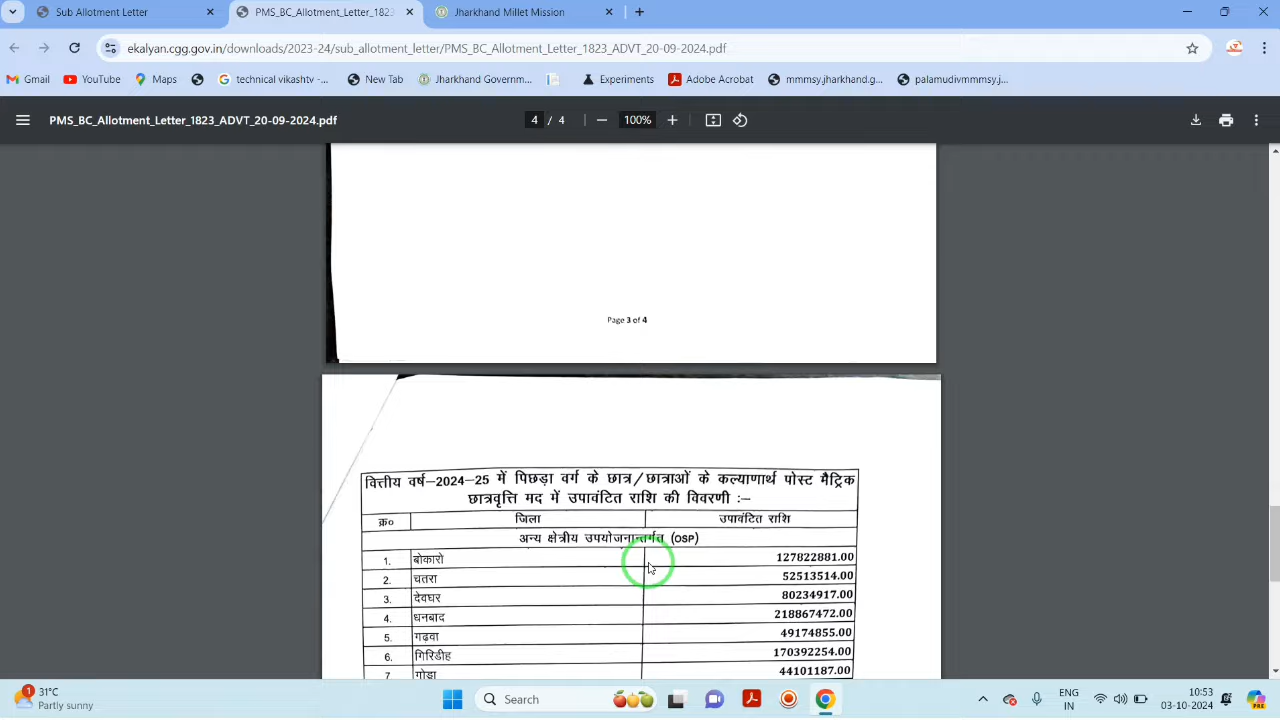 Sub Allotment Letter
PMS_BC_Allotment_Letter_1823
Jharkhand Millet Mission
ekalyan.cgg.gov.in/downloads/2023-24/sub_allotment_letter/PMS_BC_Allotment_Letter_1823_ADVT_20-09-2024.pdf
Gmail YouTube Maps technical vikashtv -... New Tab Jharkhand Governm... Experiments Adobe Acrobat mmmsy.jharkhand.g... palamudivmmmsy.j...
PMS_BC_Allotment_Letter_1823_ADVT_20-09-2024.pdf
4 / 4 100%
Page 3 of 4
वित्तीय वर्ष-2024-25 में पिछड़ा वर्ग के छात्र/छात्राओं के कल्याणार्थ पोस्ट मैट्रिक
छात्रवृत्ति मद में उपावंटित राशि की विवरणी :-
क्र० जिला उपावंटित राशि
अन्य क्षेत्रीय उपयोजनान्तर्गत (OSP)
1. बोकारो 127822881.00
2. चतरा 52513514.00
3. देवघर 80234917.00
4. धनबाद 218867472.00
5. गढ़वा 49174855.00
6. गिरिडीह 170392254.00
7 गोड्डा 44101187.00
1
31°C
Partly sunny
Search
ENG
IN
10:53
03-10-2024